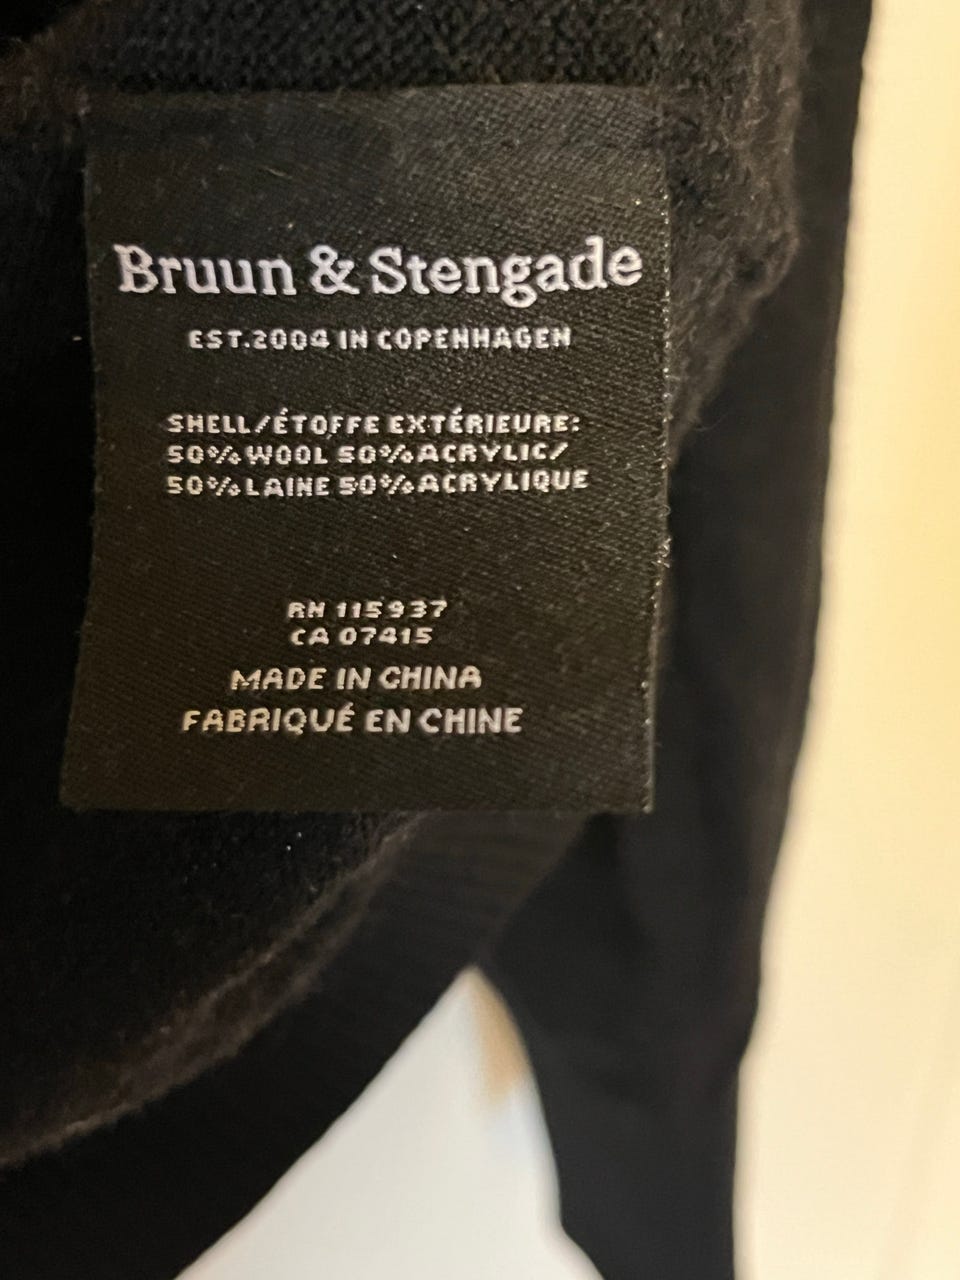 Bruun & Stengade
EST.2004 IN COPENHAGEN
SHELL/ÉTOFFE EXTÉRIEURE:
50%WOOL 50%ACRYLIC/
50%LAINE 50%ACRYLIQUE
RN 115937
CA 07415
MADE IN CHINA
FABRIQUÉ EN CHINE